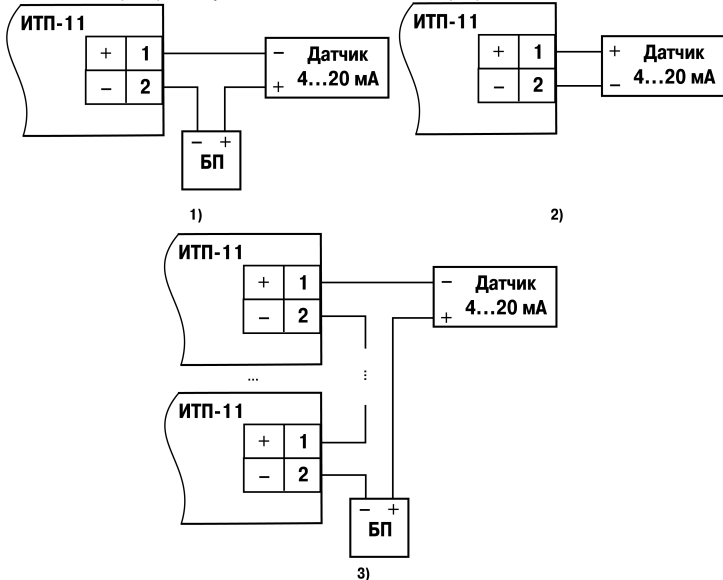 ИТП-11
+ 1
− 2
− Датчик
+ 4...20 мА
− +
БП
1)
ИТП-11
+ 1
− 2
+ Датчик
− 4...20 мА
2)
ИТП-11
+ 1
− 2
− Датчик
+ 4...20 мА
...
...
ИТП-11
+ 1
− 2
− +
БП
3)